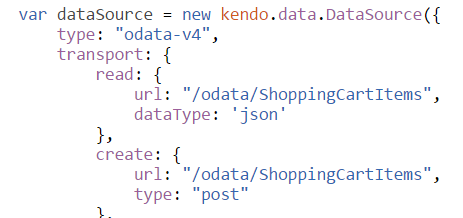 var dataSource = new kendo.data.DataSource({
type: "odata-v4",
transport: {
read: {
url: "/odata/ShoppingCartItems",
dataType: 'json'
},
create: {
url: "/odata/ShoppingCartItems",
type: "post"
},